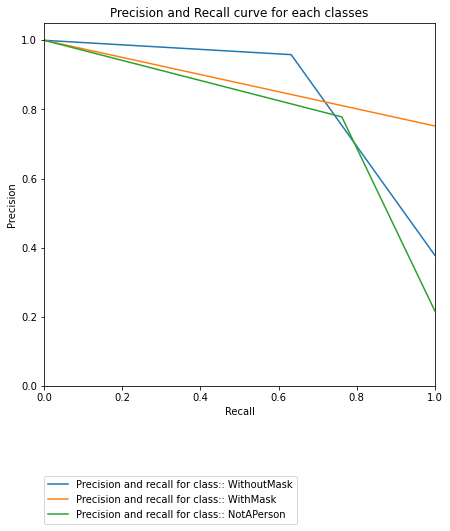 Precision and Recall curve for each classes
1.0
0.8
0.6
0.4
0.2
0.0
Precision
0.0 0.2 0.4 0.6 0.8 1.0
Recall
Precision and recall for class:: WithoutMask
Precision and recall for class:: WithMask
Precision and recall for class:: NotAPerson